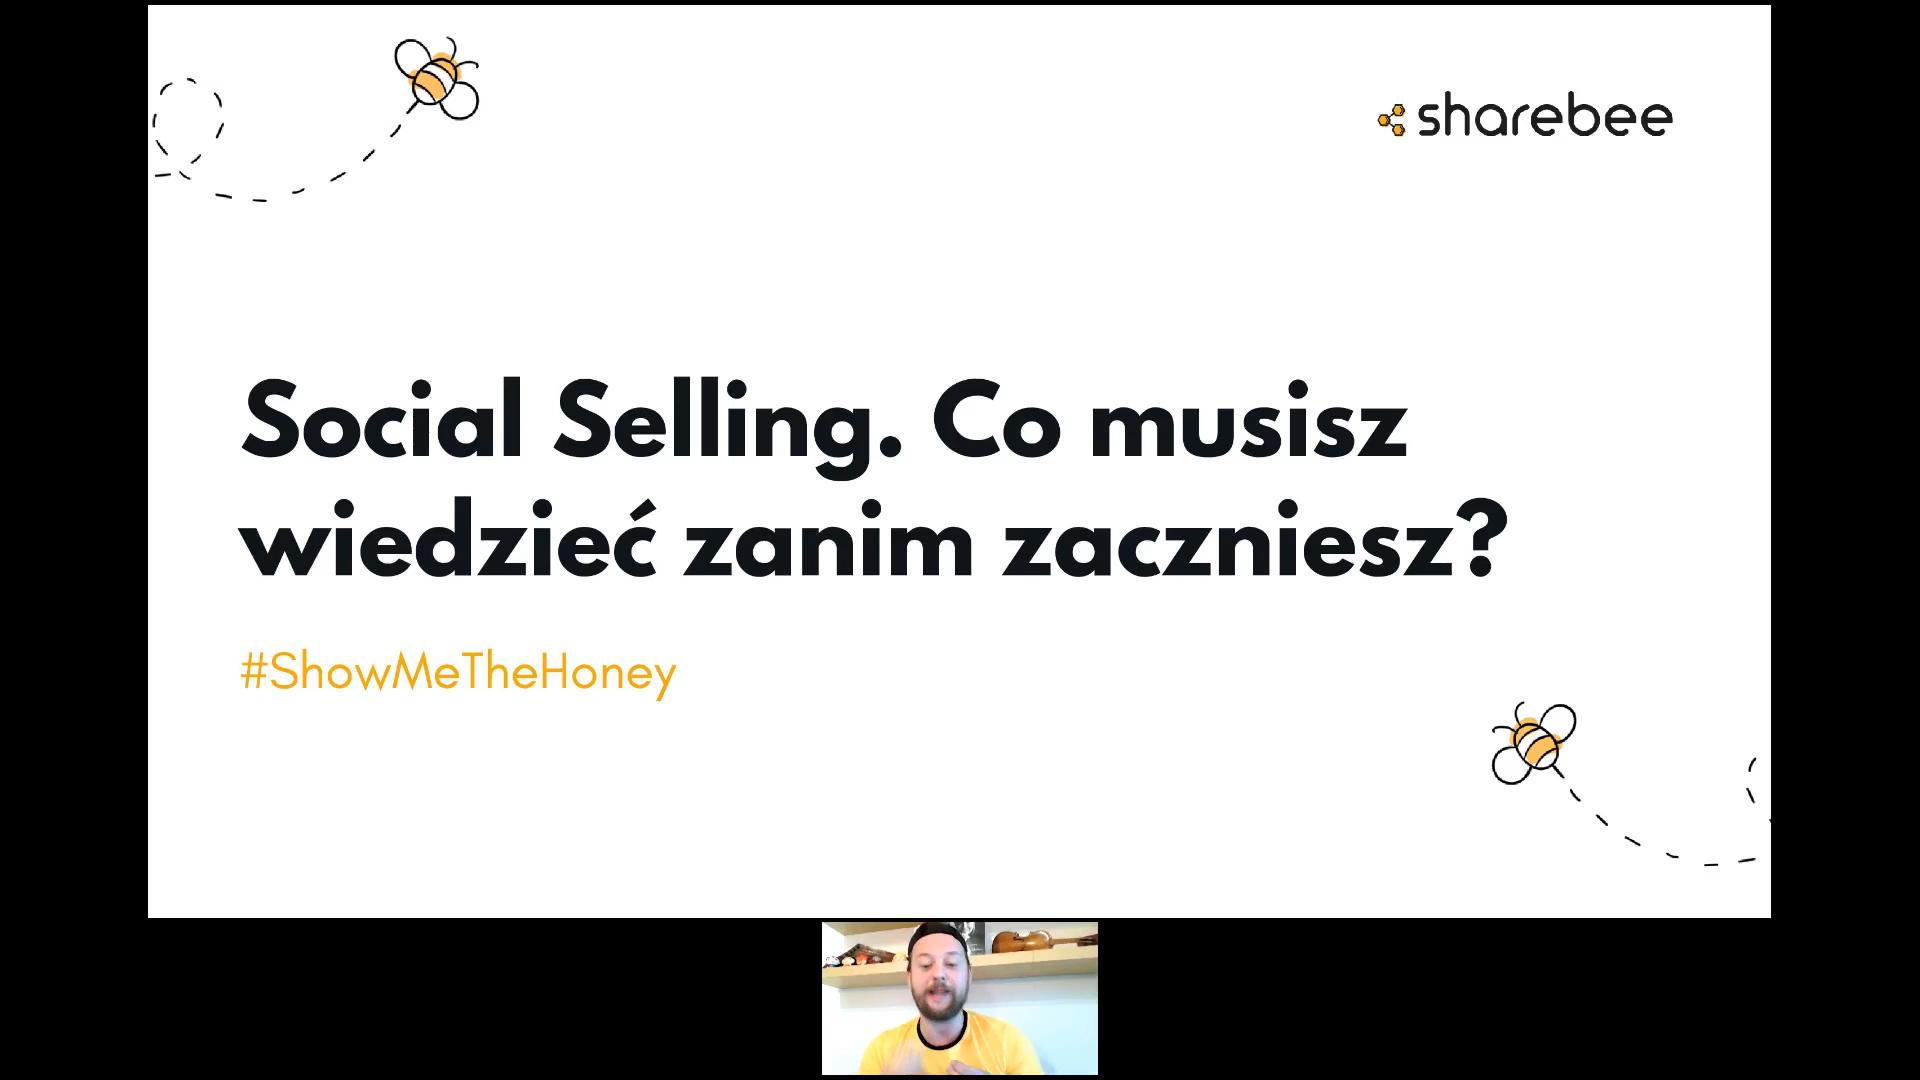 sharebee
Social Selling. Co musisz
wiedzieć zanim zaczniesz?
#ShowMeTheHoney